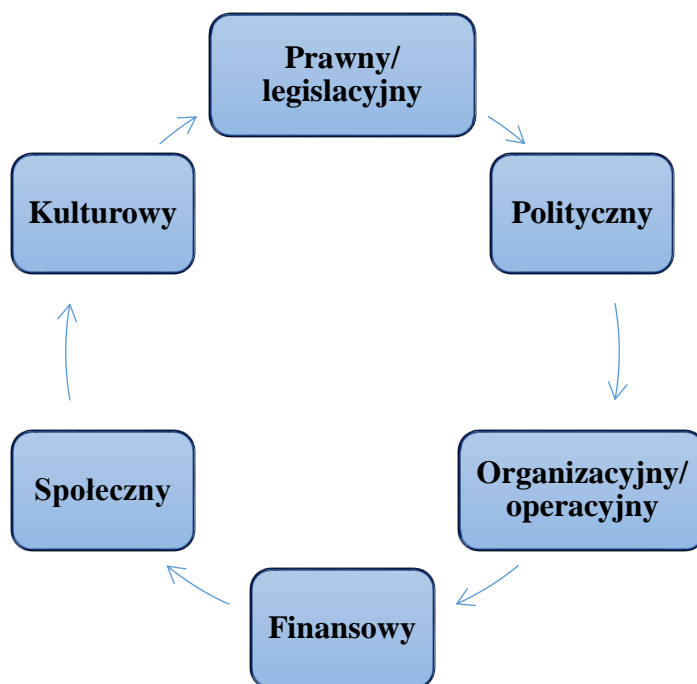 Prawny/
legislacyjny
Polityczny
Organizacyjny/
operacyjny
Finansowy
Społeczny
Kulturowy